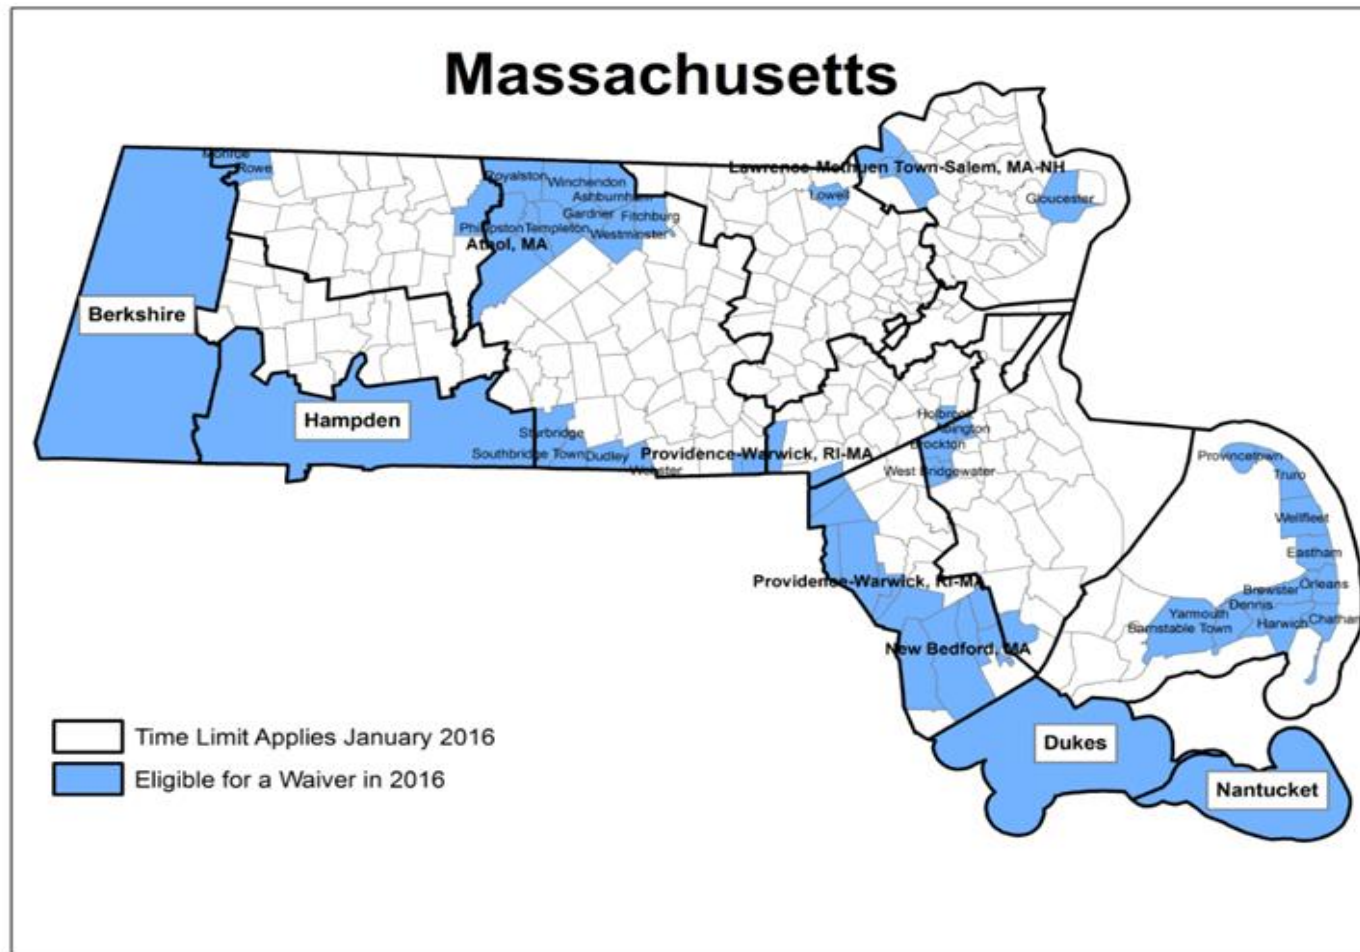 Massachusetts
Monroe
Rowe
Royalston
Winchendon
Ashburnham
Gardner
Fitchburg
Phillipston
Templeton
Westminster
Athol, MA
Lawrence-Methuen Town-Salem, MA-NH
Lowell
Gloucester
Berkshire
Hampden
Sturbridge
Southbridge Town
Dudley
Webster
Providence-Warwick, RI-MA
Holbrook
Abington
Brockton
West Bridgewater
Provincetown
Truro
Wellfleet
Eastham
Orleans
Brewster
Dennis
Yarmouth
Harwich
Chatham
Barnstable Town
Providence-Warwick, RI-MA
New Bedford, MA
Dukes
Nantucket
Time Limit Applies January 2016
Eligible for a Waiver in 2016